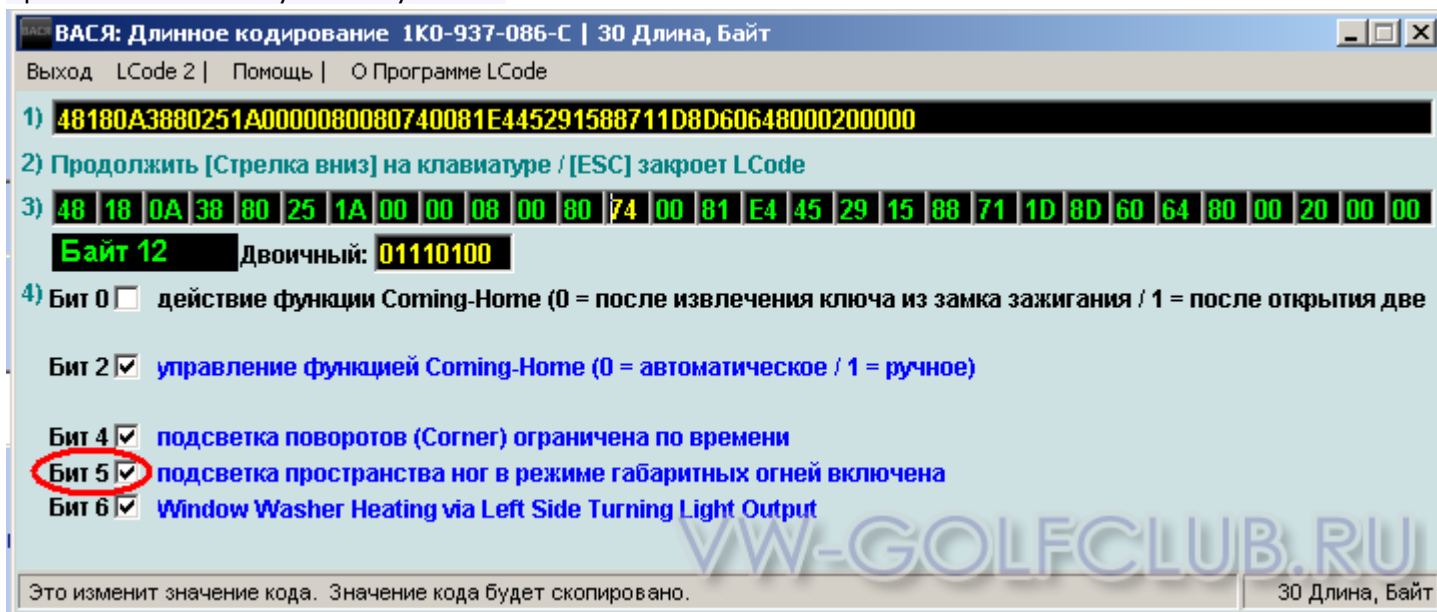 ВАСЯ: Длинное кодирование 1K0-937-086-C | 30 Длина, Байт
Выход LCode 2 | Помощь | О Программе LCode
1) 48180A3880251A0000080080740081E445291588711D8D60648000200000
2) Продолжить [Стрелка вниз] на клавиатуре / [ESC] закроет LCode
3) 48 18 0A 38 80 25 1A 00 00 08 00 80 74 00 81 E4 45 29 15 88 71 1D 8D 60 64 80 00 20 00 00
Байт 12 Двоичный: 01110100
4) Бит 0 действие функции Coming-Home (0 = после извлечения ключа из замка зажигания / 1 = после открытия две
Бит 2 управление функцией Coming-Home (0 = автоматическое / 1 = ручное)
Бит 4 подсветка поворотов (Corner) ограничена по времени
Бит 5 подсветка пространства ног в режиме габаритных огней включена
Бит 6 Window Washer Heating via Left Side Turning Light Output
VW-GOLFCLUB.RU
Это изменит значение кода. Значение кода будет скопировано. 30 Длина, Байт